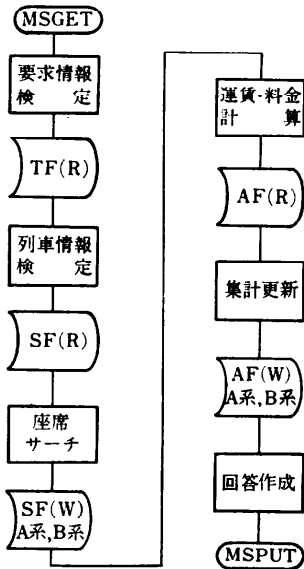 MSGET
要求情報
検 定
TF(R)
列車情報
検 定
SF(R)
座席
サーチ
SF(W)
A系,B系
運賃・料金
計 算
AF(R)
集計更新
AF(W)
A系,B系
回答作成
MSPUT